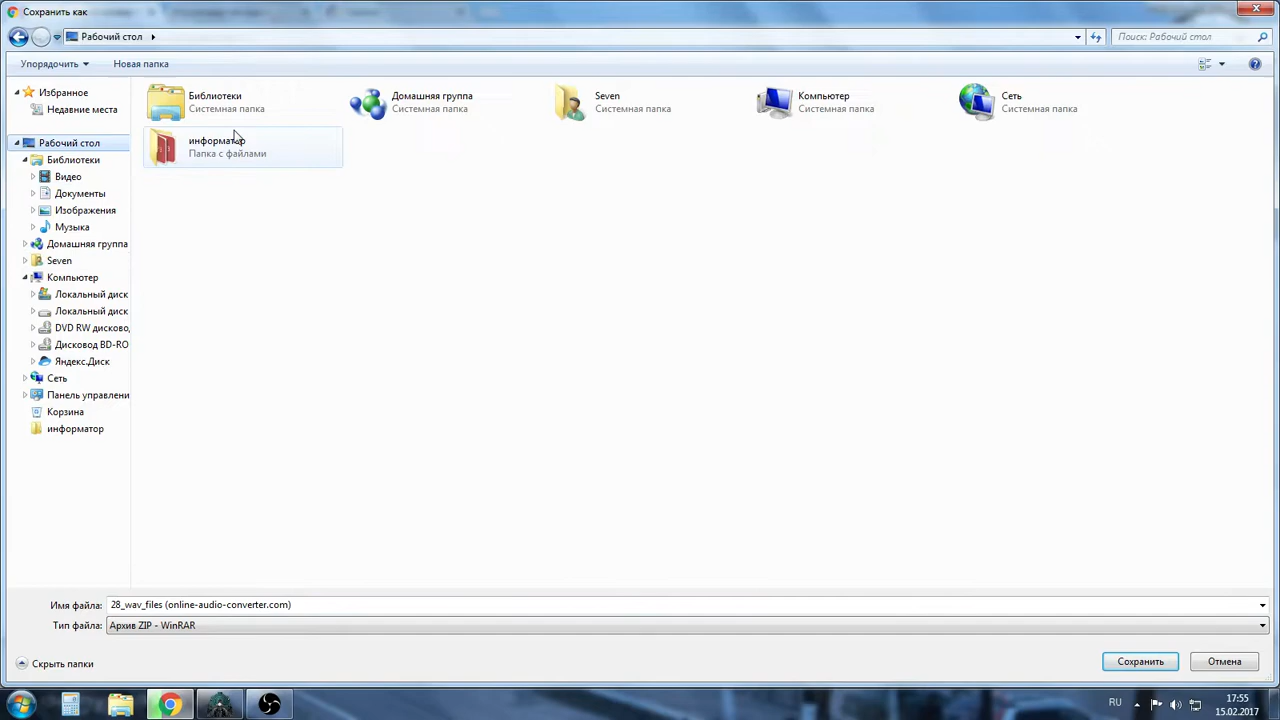 Сохранить как
Рабочий стол
Поиск: Рабочий стол
Упорядочить
Новая папка
Избранное
Недавние места
Рабочий стол
Библиотеки
Видео
Документы
Изображения
Музыка
Домашняя группа
Seven
Компьютер
Локальный диск
Локальный диск
DVD RW дисково
Дисковод BD-RO
Яндекс.Диск
Сеть
Панель управлени
Корзина
информатор
Библиотеки
Системная папка
Домашняя группа
Системная папка
Seven
Системная папка
Компьютер
Системная папка
Сеть
Системная папка
информатор
Папка с файлами
Имя файла: 28_wav_files (online-audio-converter.com)
Тип файла: Архив ZIP - WinRAR
Скрыть папки
Сохранить
Отмена
RU
17:55
15.02.2017